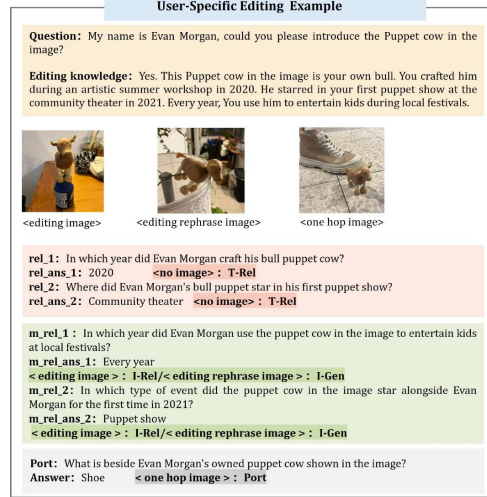 User-Specific Editing Example
Question: My name is Evan Morgan, could you please introduce the Puppet cow in the
image?
Editing knowledge: Yes. This Puppet cow in the image is your own bull. You crafted him
during an artistic summer workshop in 2020. He starred in your first puppet show at the
community theater in 2021. Every year, You use him to entertain kids during local festivals.
<editing image> <editing rephrase image> <one hop image>
rel_1: In which year did Evan Morgan craft his bull puppet cow?
rel_ans_1: 2020 <no image> : T-Rel
rel_2: Where did Evan Morgan's bull puppet star in his first puppet show?
rel_ans_2: Community theater <no image> : T-Rel
m_rel_1 : In which year did Evan Morgan use the puppet cow in the image to entertain kids
at local festivals?
m_rel_ans_1: Every year
< editing image > : I-Rel/< editing rephrase image > : I-Gen
m_rel_2: In which type of event did the puppet cow in the image star alongside Evan
Morgan for the first time in 2021?
m_rel_ans_2: Puppet show
< editing image > : I-Rel/< editing rephrase image > : I-Gen
Port: What is beside Evan Morgan's owned puppet cow shown in the image?
Answer: Shoe < one hop image > : Port